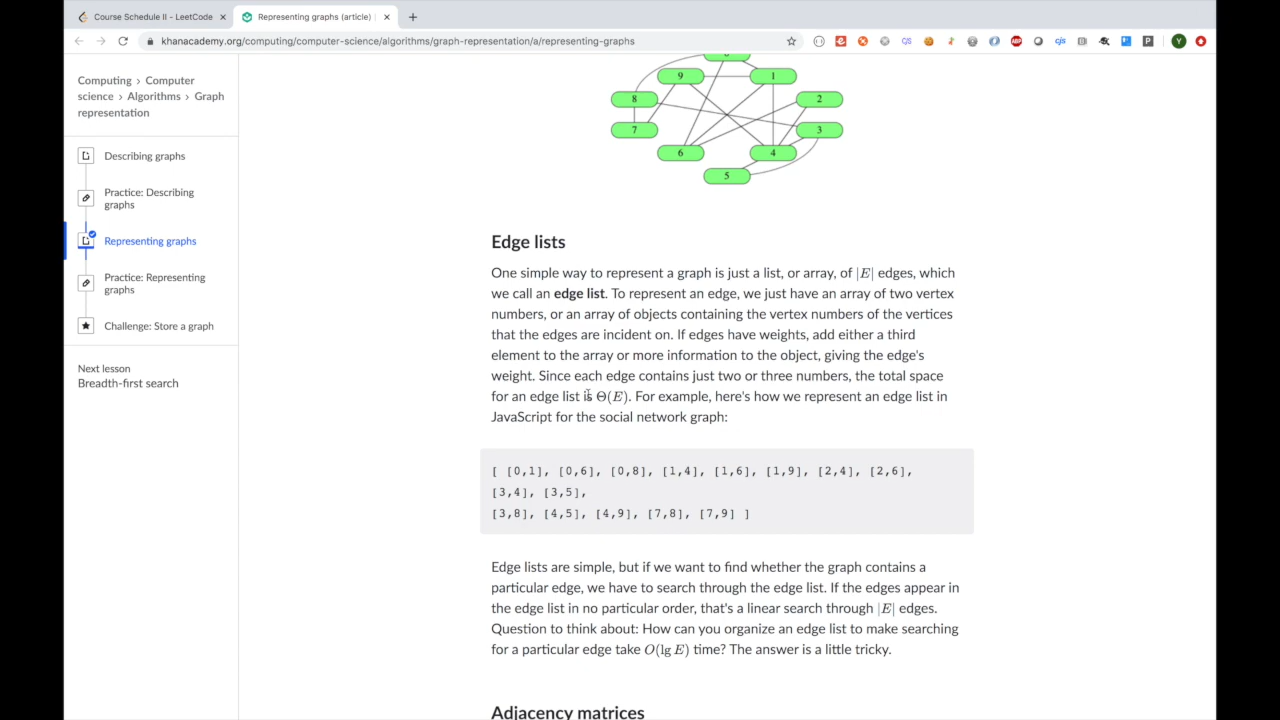 Course Schedule II - LeetCode
Representing graphs (article) |
khanacademy.org/computing/computer-science/algorithms/graph-representation/a/representing-graphs
Computing > Computer
science > Algorithms > Graph
representation
Describing graphs
Practice: Describing
graphs
Representing graphs
Practice: Representing
graphs
Challenge: Store a graph
Next lesson
Breadth-first search
9
1
8
2
7
3
6
4
5
Edge lists
One simple way to represent a graph is just a list, or array, of |E| edges, which
we call an edge list. To represent an edge, we just have an array of two vertex
numbers, or an array of objects containing the vertex numbers of the vertices
that the edges are incident on. If edges have weights, add either a third
element to the array or more information to the object, giving the edge's
weight. Since each edge contains just two or three numbers, the total space
for an edge list is Θ(E). For example, here's how we represent an edge list in
JavaScript for the social network graph:
[ [0,1], [0,6], [0,8], [1,4], [1,6], [1,9], [2,4], [2,6],
[3,4], [3,5],
[3,8], [4,5], [4,9], [7,8], [7,9] ]
Edge lists are simple, but if we want to find whether the graph contains a
particular edge, we have to search through the edge list. If the edges appear in
the edge list in no particular order, that's a linear search through |E| edges.
Question to think about: How can you organize an edge list to make searching
for a particular edge take O(lg E) time? The answer is a little tricky.
Adjacency matrices